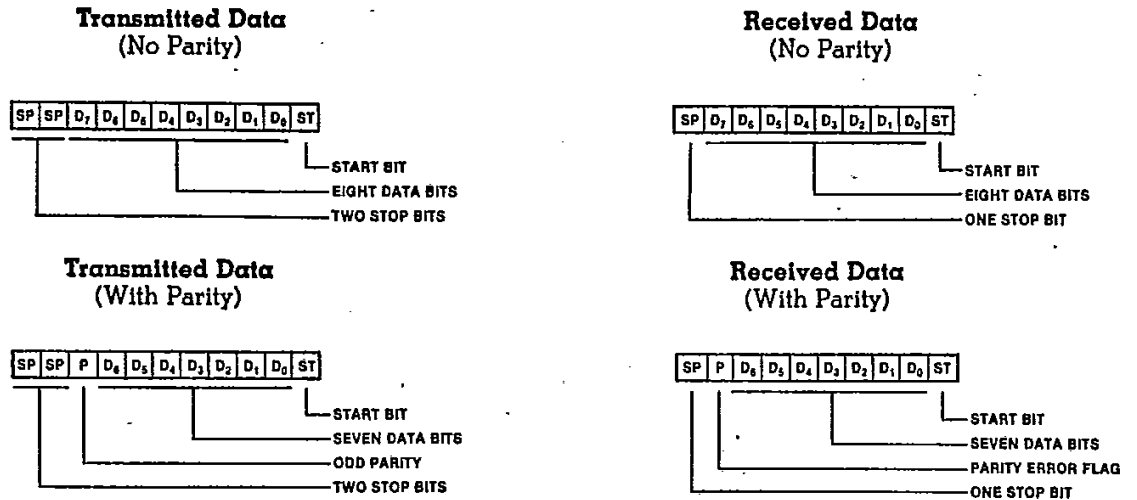 Transmitted Data
(No Parity)
SP SP D₇ D₆ D₅ D₄ D₃ D₂ D₁ D₀ ST
START BIT
EIGHT DATA BITS
TWO STOP BITS
Received Data
(No Parity)
SP D₇ D₆ D₅ D₄ D₃ D₂ D₁ D₀ ST
START BIT
EIGHT DATA BITS
ONE STOP BIT
Transmitted Data
(With Parity)
SP SP P D₆ D₅ D₄ D₃ D₂ D₁ D₀ ST
START BIT
SEVEN DATA BITS
ODD PARITY
TWO STOP BITS
Received Data
(With Parity)
SP P D₆ D₅ D₄ D₃ D₂ D₁ D₀ ST
START BIT
SEVEN DATA BITS
PARITY ERROR FLAG
ONE STOP BIT